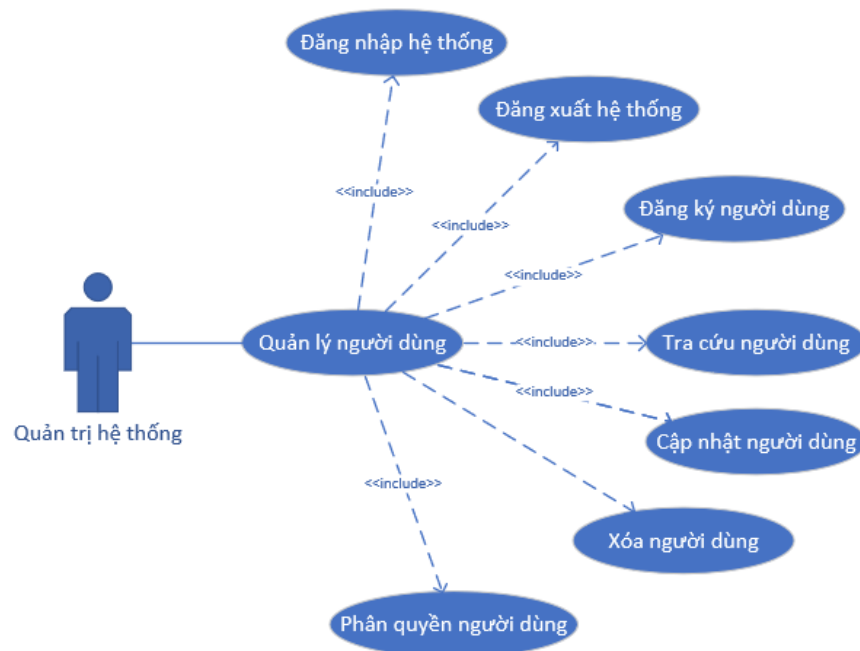 Đăng nhập hệ thống
Đăng xuất hệ thống
<<include>>
<<include>>
Đăng ký người dùng
<<include>>
Quản lý người dùng
<<include>>
Tra cứu người dùng
<<include>>
Quản trị hệ thống
Cập nhật người dùng
<<include>>
Xóa người dùng
Phân quyền người dùng